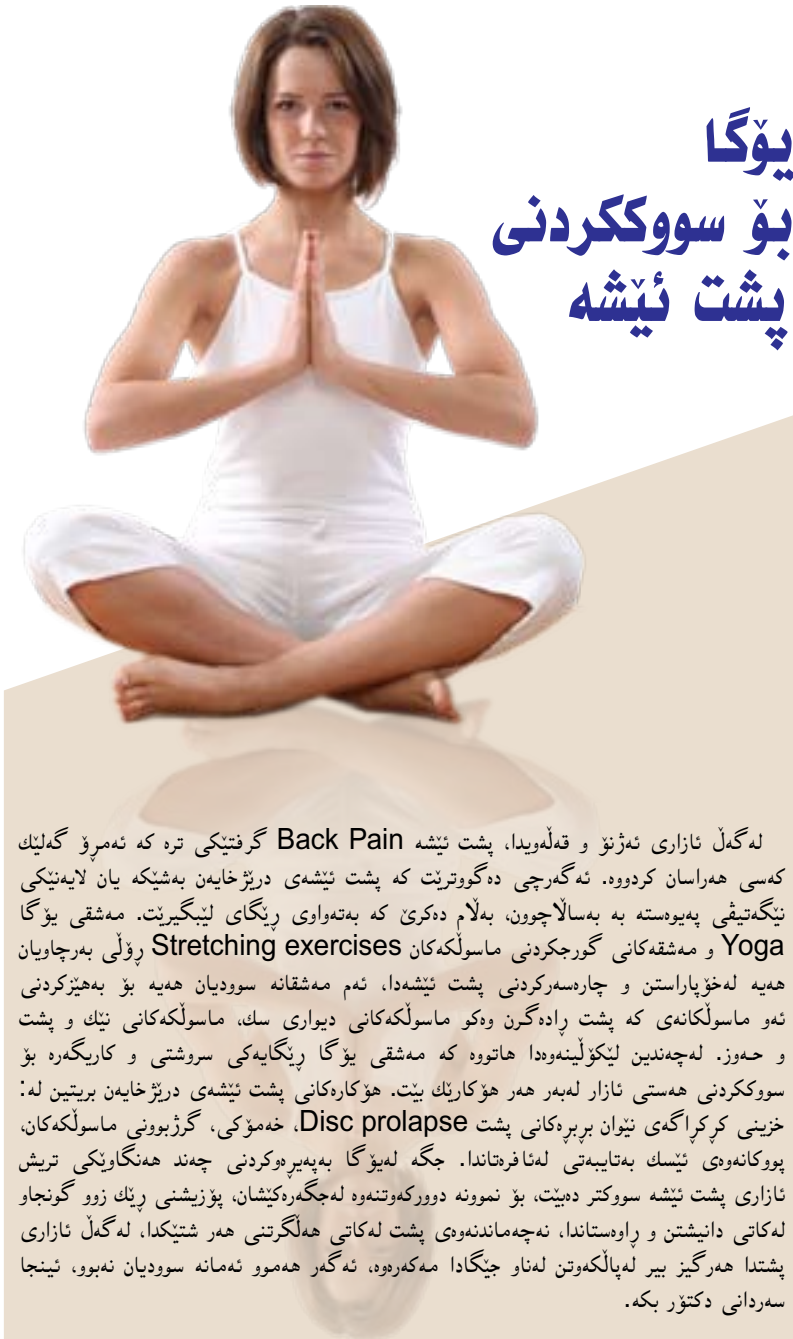 یۆگا
بۆ سووککردنی
پشت ئێشە
لەگەڵ ئازاری ئەژنۆ و قەڵەویدا، پشت ئێشە Back Pain گرفتێکی ترە کە ئەمڕۆ گەلێك
کەسی هەراسان کردووە. ئەگەرچی دەگووترێت کە پشت ئێشەی درێژخایەن بەشێکە یان لایەنێکی
نێگەتیڤی پەیوەستە بە بەساڵاچوون، بەڵام دەکرێ کە بەتەواوی ڕێگای لێبگیرێت. مەشقی یۆگا
Yoga و مەشقەکانی گورجکردنی ماسولکەکان Stretching exercises ڕۆڵی بەرچاویان
هەیە لەخۆپاراستن و چارەسەرکردنی پشت ئێشەدا، ئەم مەشقانە سوودیان هەیە بۆ بەهێزکردنی
ئەو ماسولکانەی کە پشت ڕادەگرن وەکو ماسولکەکانی دیواری سك، ماسولکەکانی نێك و پشت
و حەوز. لەچەندین لێکۆڵینەوەدا هاتووە کە مەشقی یۆگا ڕێگایەکی سروشتی و کاریگەرە بۆ
سووککردنی هەستی ئازار لەبەر هەر هۆکارێك بێت. هۆکارەکانی پشت ئێشەی درێژخایەن بریتین لە:
خزینی کڕکڕاگەی نێوان بڕبڕەکانی پشت Disc prolapse، خەمۆکی، گرژبوونی ماسولکەکان،
پووکانەوەی ئێسك بەتایبەتی لەئافرەتاندا. جگە لەیۆگا بەپەیڕەوکردنی چەند هەنگاوێکی تریش
ئازاری پشت ئێشە سووکتر دەبێت، بۆ نموونە دوورکەوتنەوە لەجگەرەکێشان، پۆزیشنی ڕێك زوو گونجاو
لەکاتی دانیشتن و ڕاوەستاندا، نەچەماندنەوەی پشت لەکاتی هەڵگرتنی هەر شتێکدا، لەگەڵ ئازاری
پشتدا هەرگیز بیر لەپاڵکەوتن لەناو جێگادا مەکەرەوە، ئەگەر هەموو ئەمانە سوودیان نەبوو، ئینجا
سەردانی دکتۆر بکە.